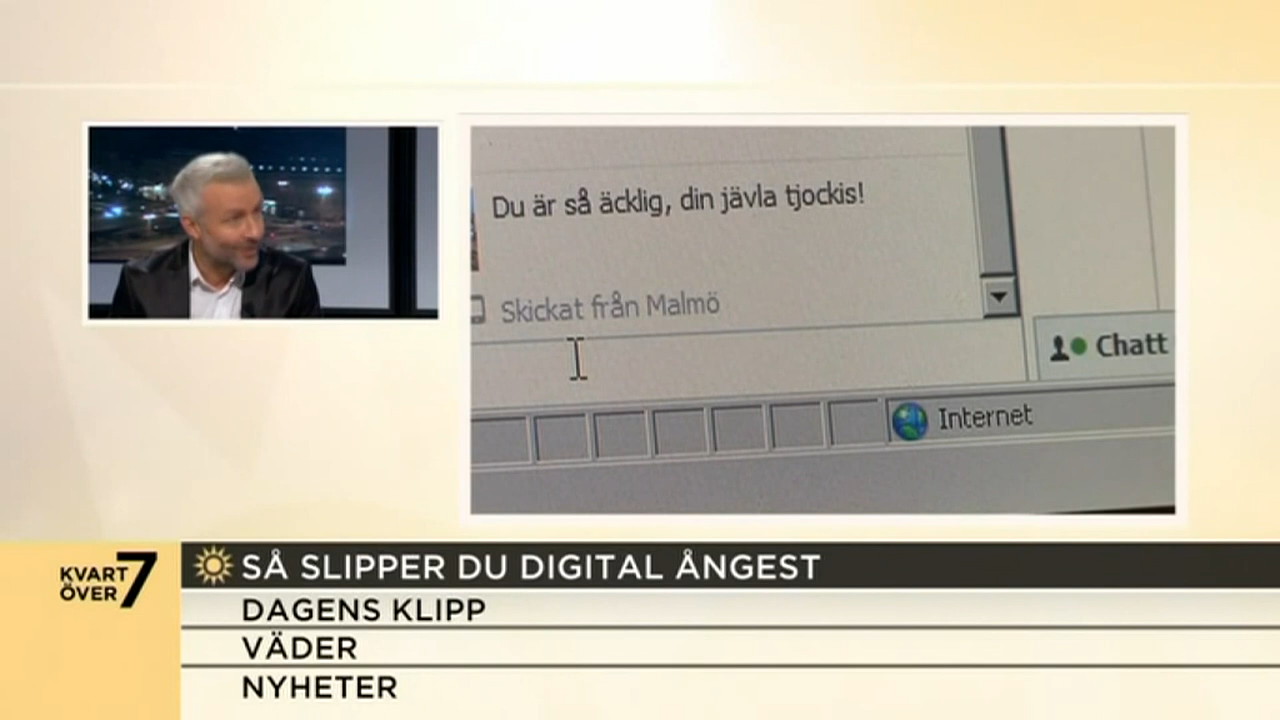 Du är så äcklig, din jävla tjockis!
Skickat från Malmö
Chatt
Internet
KVART
ÖVER 7
SÅ SLIPPER DU DIGITAL ÅNGEST
DAGENS KLIPP
VÄDER
NYHETER